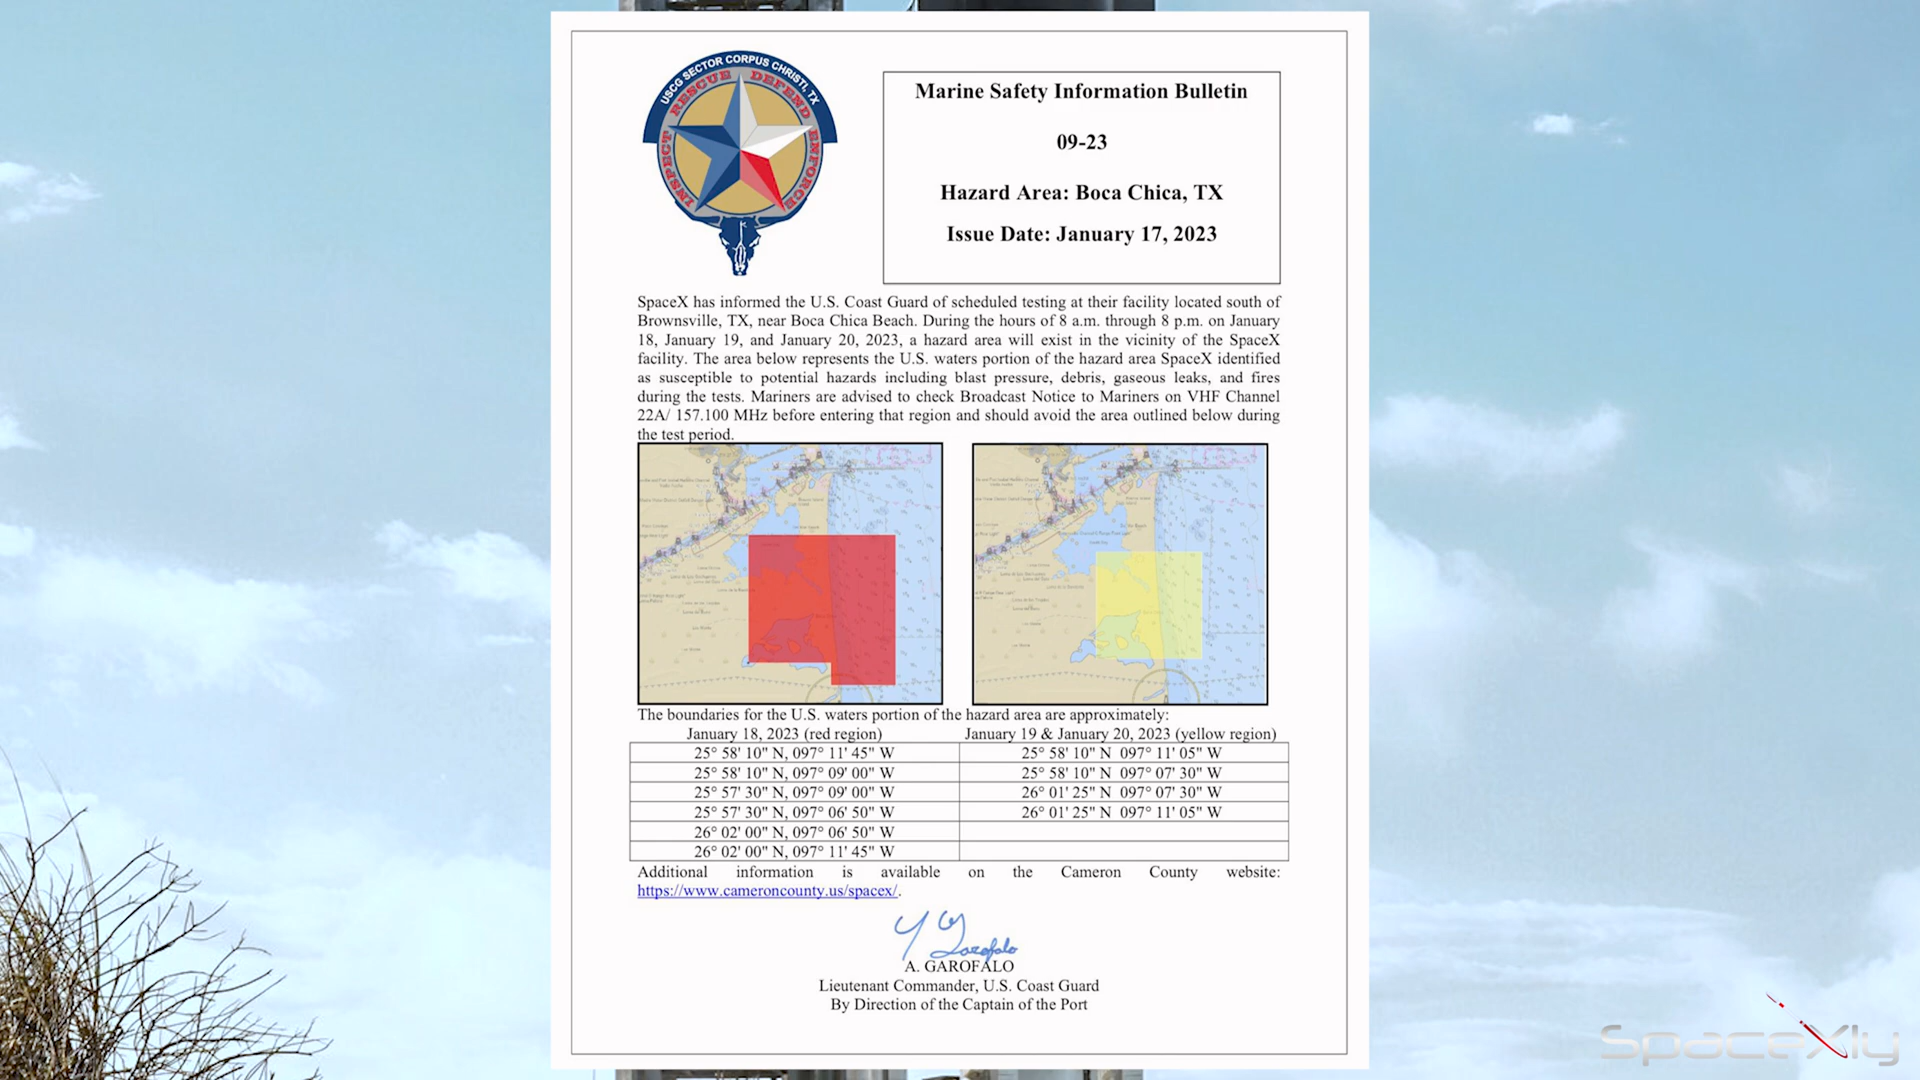 USCG SECTOR CORPUS CHRISTI, TX
INSPECT RESCUE DEFEND ENFORCE
Marine Safety Information Bulletin
09-23
Hazard Area: Boca Chica, TX
Issue Date: January 17, 2023
SpaceX has informed the U.S. Coast Guard of scheduled testing at their facility located south of
Brownsville, TX, near Boca Chica Beach. During the hours of 8 a.m. through 8 p.m. on January
18, January 19, and January 20, 2023, a hazard area will exist in the vicinity of the SpaceX
facility. The area below represents the U.S. waters portion of the hazard area SpaceX identified
as susceptible to potential hazards including blast pressure, debris, gaseous leaks, and fires
during the tests. Mariners are advised to check Broadcast Notice to Mariners on VHF Channel
22A/ 157.100 MHz before entering that region and should avoid the area outlined below during
the test period.
The boundaries for the U.S. waters portion of the hazard area are approximately:
January 18, 2023 (red region) January 19 & January 20, 2023 (yellow region)
25° 58' 10" N, 097° 11' 45" W 25° 58' 10" N 097° 11' 05" W
25° 58' 10" N, 097° 09' 00" W 25° 58' 10" N 097° 07' 30" W
25° 57' 30" N, 097° 09' 00" W 26° 01' 25" N 097° 07' 30" W
25° 57' 30" N, 097° 06' 50" W 26° 01' 25" N 097° 11' 05" W
26° 02' 00" N, 097° 06' 50" W
26° 02' 00" N, 097° 11' 45" W
Additional information is available on the Cameron County website:
https://www.cameroncounty.us/spacex/.
A. GAROFALO
Lieutenant Commander, U.S. Coast Guard
By Direction of the Captain of the Port
SpaceXly